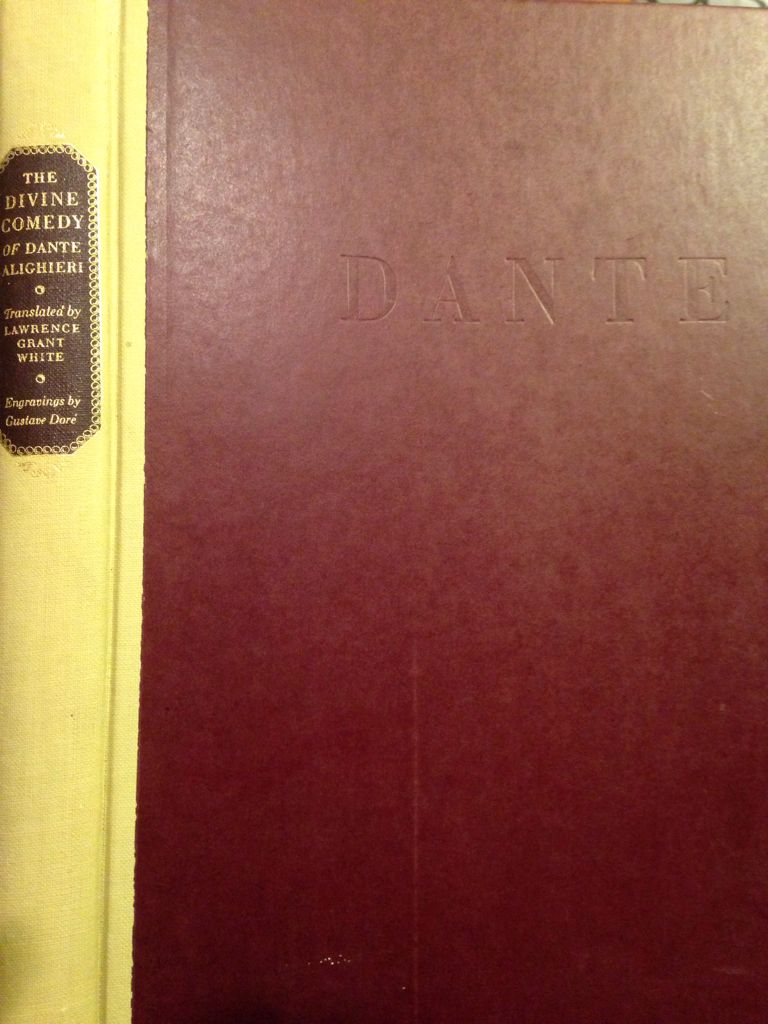 THE
DIVINE
COMEDY
OF DANTE
ALIGHIERI
Translated by
LAWRENCE
GRANT
WHITE
Engravings by
Gustave Doré
DANTE